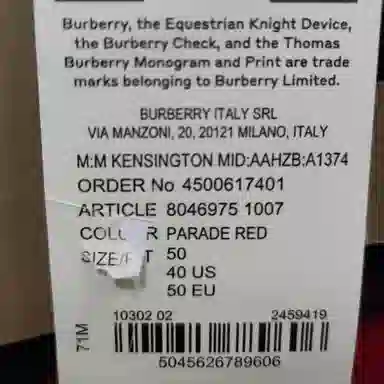 Burberry, the Equestrian Knight Device,
the Burberry Check, and the Thomas
Burberry Monogram and Print are trade
marks belonging to Burberry Limited.
BURBERRY ITALY SRL
VIA MANZONI, 20, 20121 MILANO, ITALY
M:M KENSINGTON MID:AAHZB:A1374
ORDER No 4500617401
ARTICLE 8046975 1007
PARADE RED
50
40 US
50 EU
10302 02 2459419
71M
5045626789606